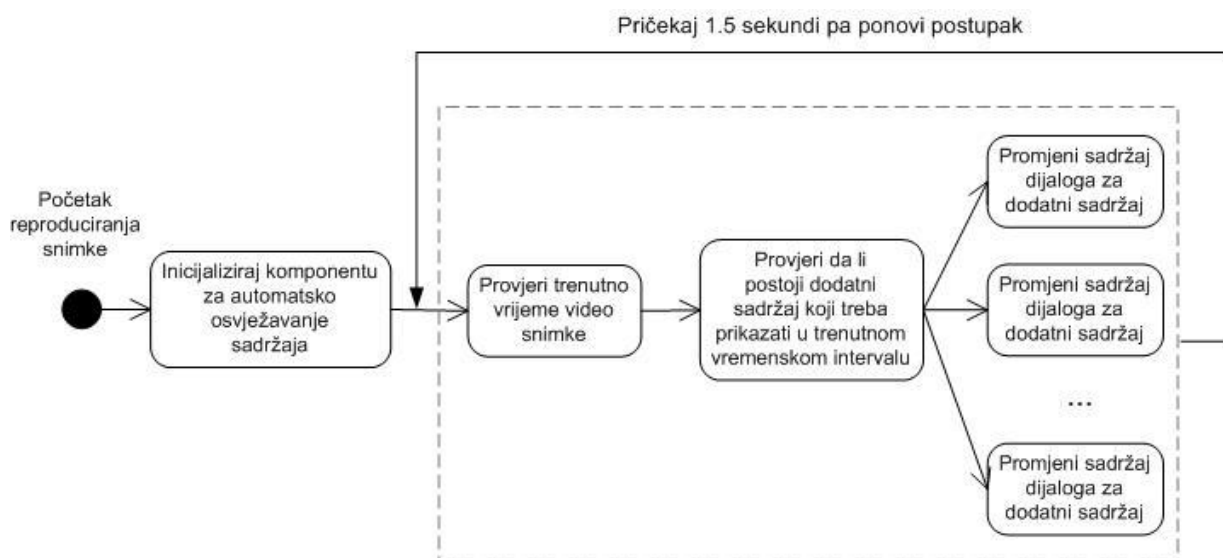 Pričekaj 1.5 sekundi pa ponovi postupak
Početak
reproduciranja
snimke
Inicijaliziraj komponentu
za automatsko
osvježavanje
sadržaja
Provjeri trenutno
vrijeme video
snimke
Provjeri da li
postoji dodatni
sadržaj koji treba
prikazati u trenutnom
vremenskom intervalu
Promjeni sadržaj
dijaloga za
dodatni sadržaj
Promjeni sadržaj
dijaloga za
dodatni sadržaj
...
Promjeni sadržaj
dijaloga za
dodatni sadržaj